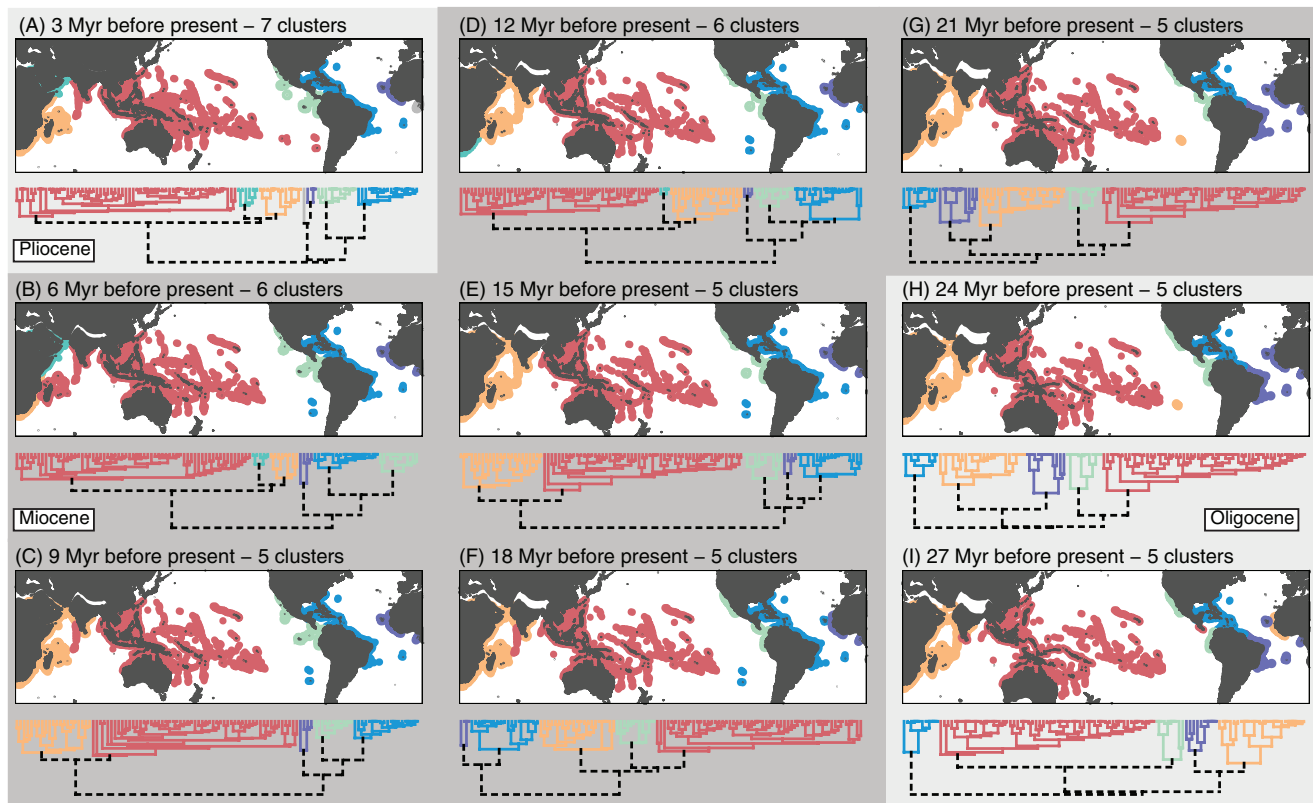 (A) 3 Myr before present – 7 clusters
Pliocene
(B) 6 Myr before present – 6 clusters
Miocene
(C) 9 Myr before present – 5 clusters
(D) 12 Myr before present – 6 clusters
(E) 15 Myr before present – 5 clusters
(F) 18 Myr before present – 5 clusters
(G) 21 Myr before present – 5 clusters
(H) 24 Myr before present – 5 clusters
Oligocene
(I) 27 Myr before present – 5 clusters